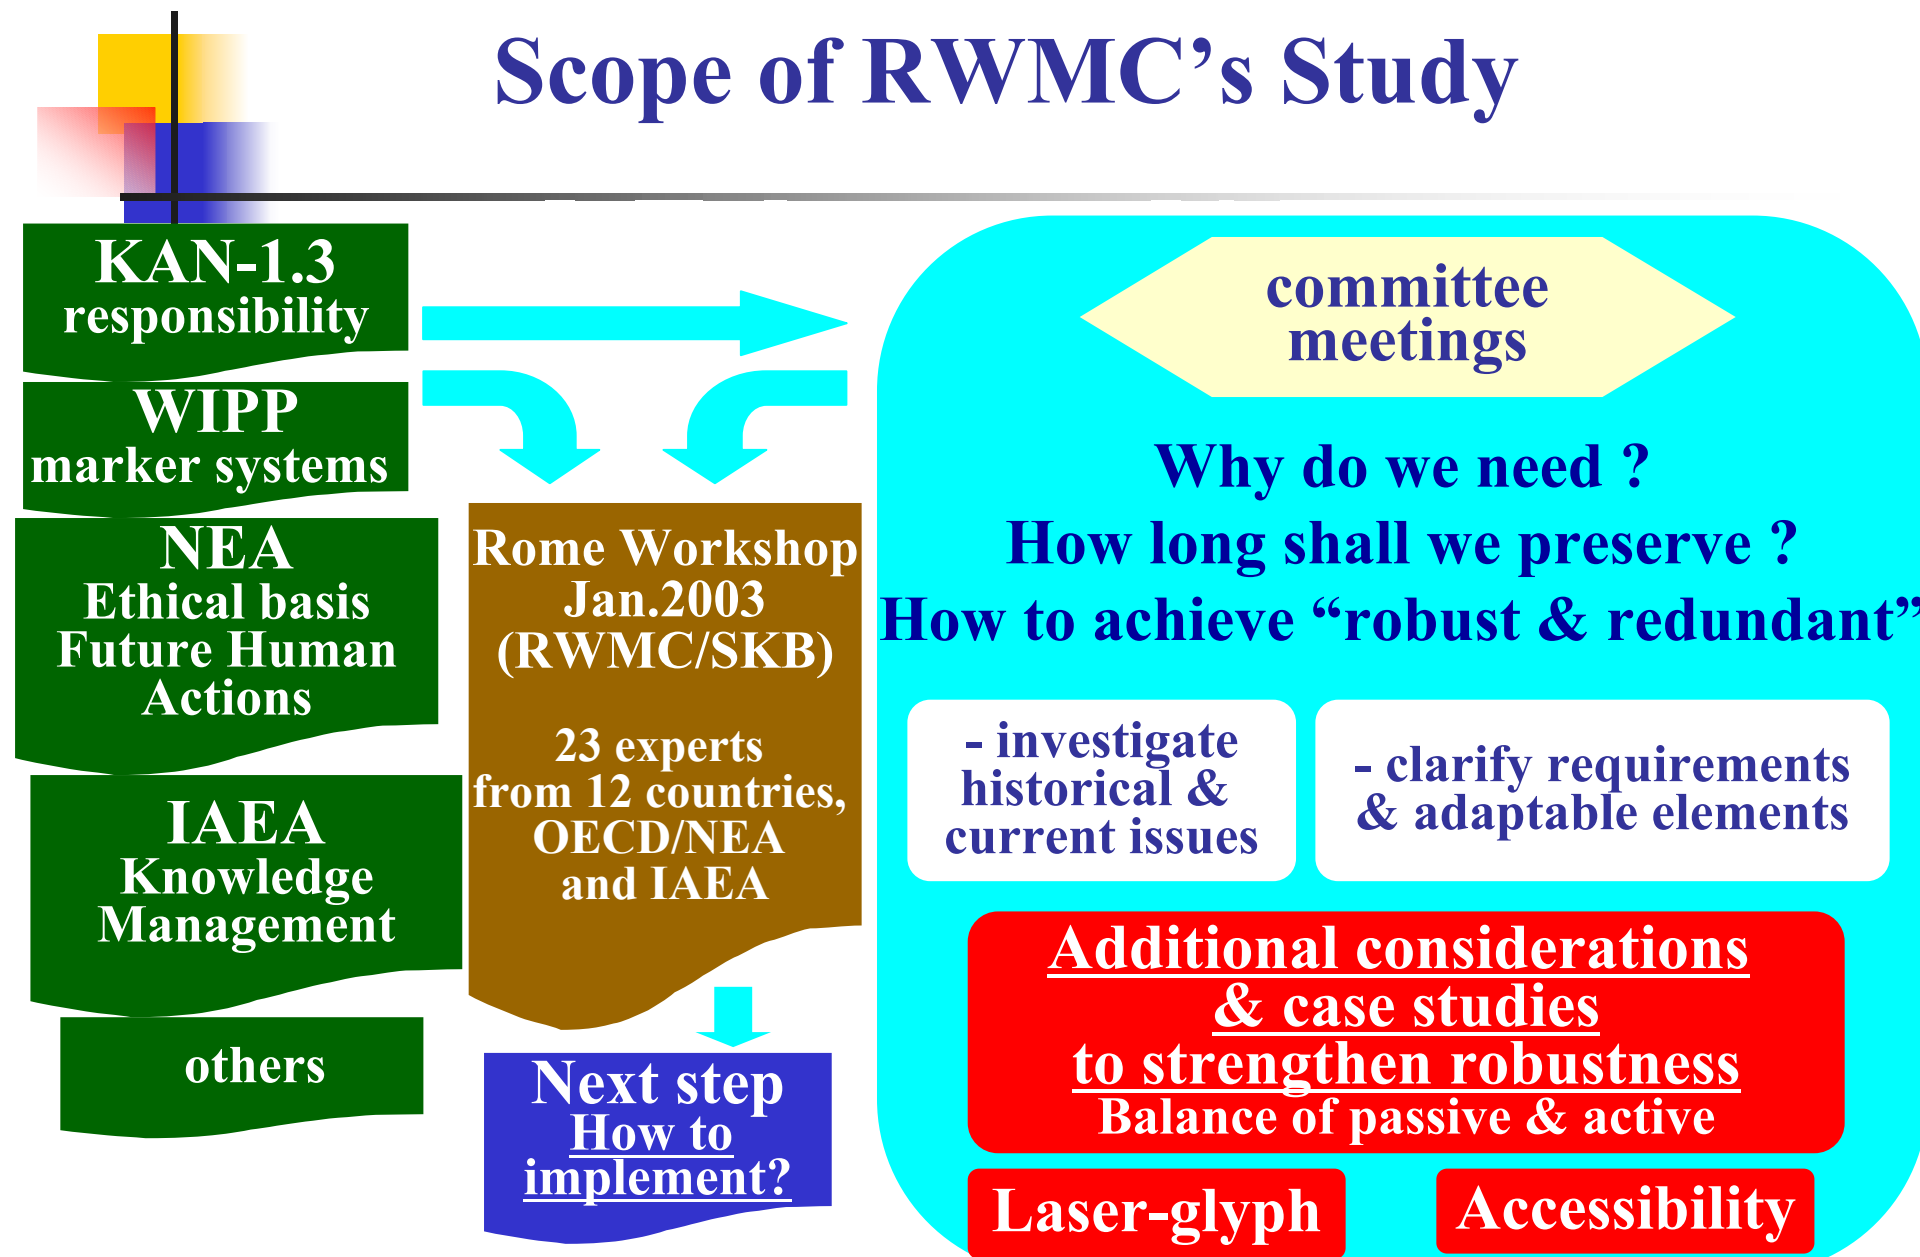 Scope of RWMC’s Study
KAN-1.3
responsibility
WIPP
marker systems
NEA
Ethical basis
Future Human
Actions
IAEA
Knowledge
Management
others
Rome Workshop
Jan.2003
(RWMC/SKB)
23 experts
from 12 countries,
OECD/NEA
and IAEA
Next step
How to
implement?
committee
meetings
Why do we need ?
How long shall we preserve ?
How to achieve “robust & redundant”
- investigate
historical &
current issues
- clarify requirements
& adaptable elements
Additional considerations
& case studies
to strengthen robustness
Balance of passive & active
Laser-glyph
Accessibility